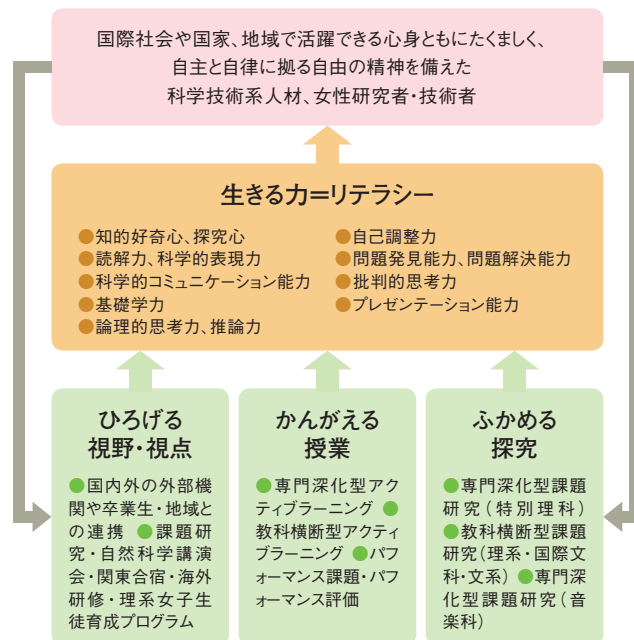 国際社会や国家、地域で活躍できる心身ともにたくましく、
自主と自律に拠る自由の精神を備えた
科学技術系人材、女性研究者・技術者
生きる力＝リテラシー
●知的好奇心、探究心
●読解力、科学的表現力
●科学的コミュニケーション能力
●基礎学力
●論理的思考力、推論力
●自己調整力
●問題発見能力、問題解決能力
●批判的思考力
●プレゼンテーション能力
ひろげる
視野・視点
●国内外の外部機
関や卒業生・地域と
の連携 ●課題研
究・自然科学講演
会・関東合宿・海外
研修・理系女子生
徒育成プログラム
かんがえる
授業
●専門深化型アク
ティブラーニング ●
教科横断型アクティ
ブラーニング ●パフ
ォーマンス課題・パフ
ォーマンス評価
ふかめる
探究
●専門深化型課題
研究（特別理科）
●教科横断型課題
研究（理系・国際文
科・文系） ●専門深
化型課題研究（音
楽科）